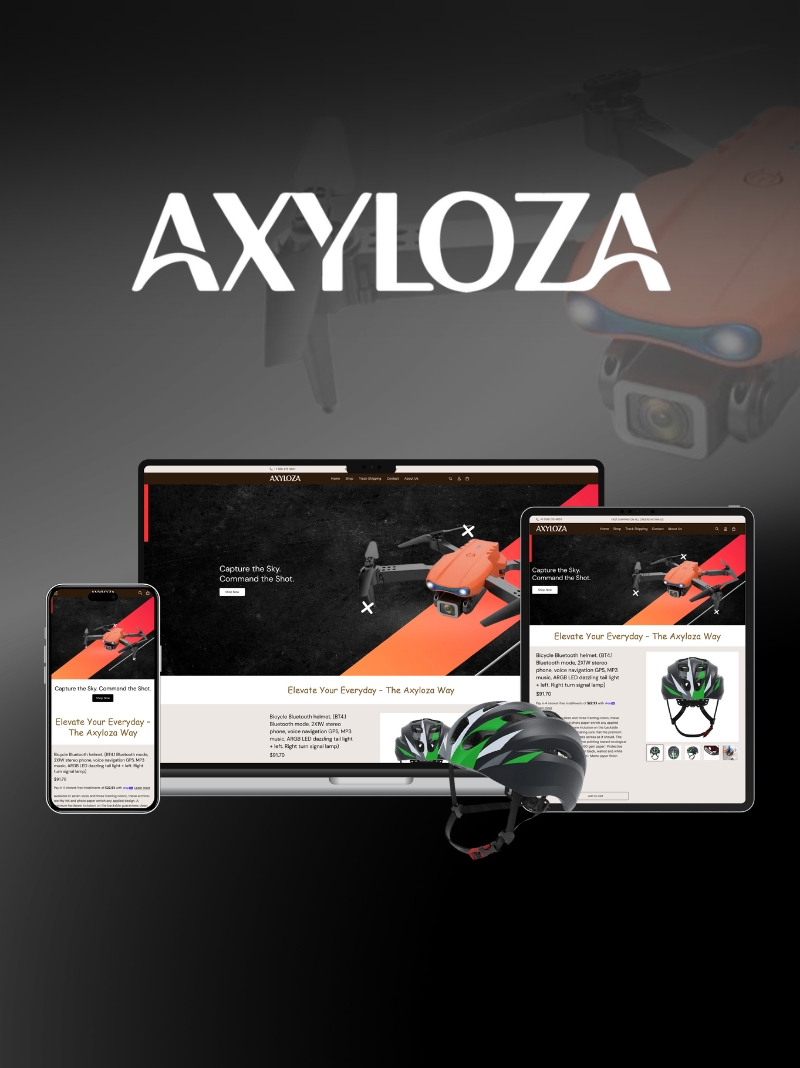 AXYLOZA
AXYLOZA
Home Shop Track Shipping Contact About Us
Capture the Sky.
Command the Shot.
Shop Now
Elevate Your Everyday – The Axyloza Way
Bicycle Bluetooth helmet. (BT4.1
Bluetooth mode, 2X1W stereo
phone, voice navigation GPS, MP3
music, ARGB LED dazzling tail light
+ left. Right turn signal lamp)
$91.70
AXYLOZA
Home Shop Track Shipping Contact About Us
Capture the Sky.
Command the Shot.
Shop Now
Elevate Your Everyday – The Axyloza Way
Bicycle Bluetooth helmet. (BT4.1
Bluetooth mode, 2X1W stereo
phone, voice navigation GPS, MP3
music, ARGB LED dazzling tail light
+ left. Right turn signal lamp)
$91.70
AXYLOZA
Capture the Sky. Command the Shot.
Shop Now
Elevate Your Everyday –
The Axyloza Way
Bicycle Bluetooth helmet. (BT4.1 Bluetooth mode,
2X1W stereo phone, voice navigation GPS, MP3
music, ARGB LED dazzling tail light + left. Right
turn signal lamp)
$91.70